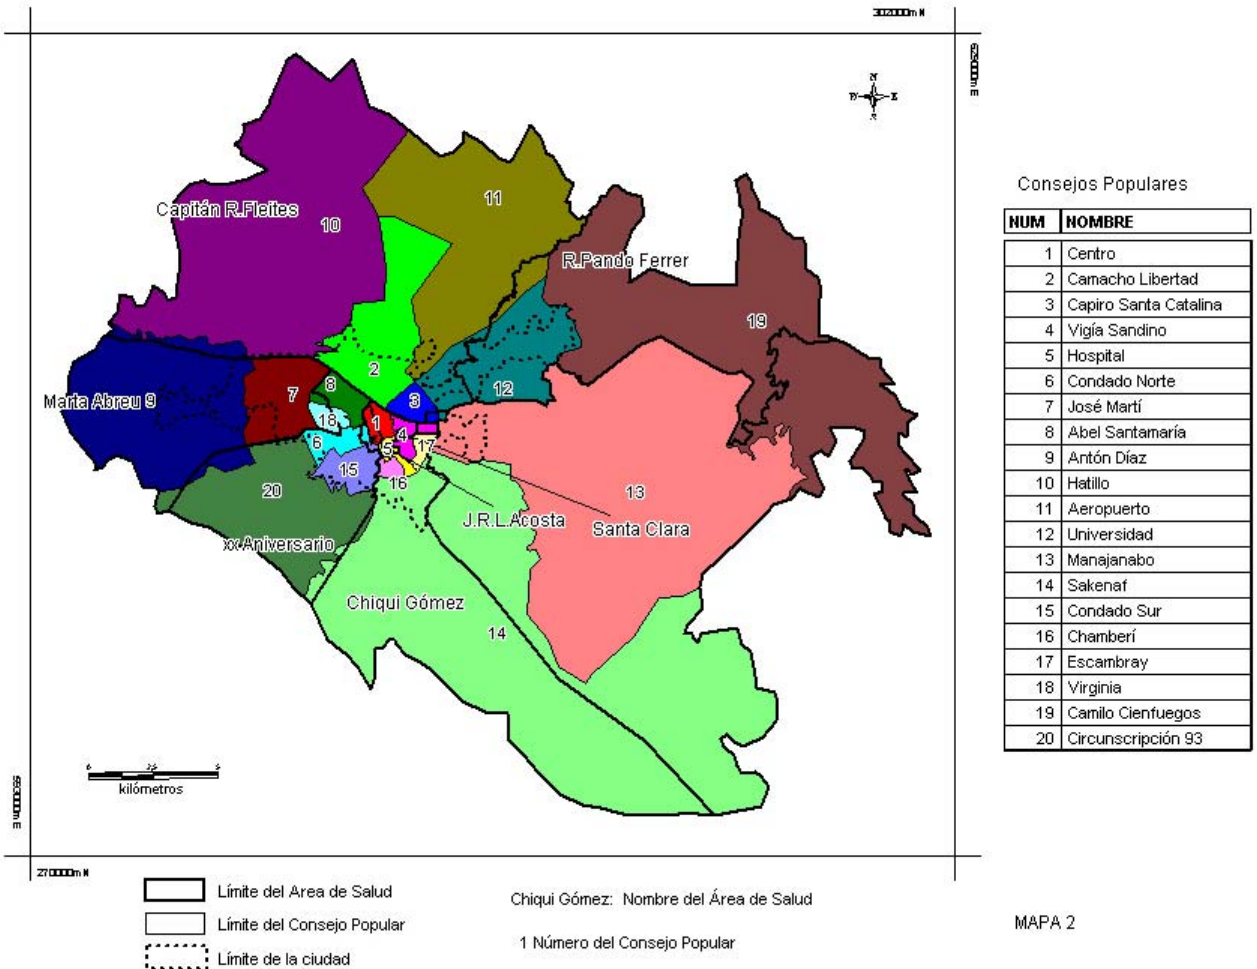 302000m N
N
W E
S
Consejos Populares
NUM NOMBRE
1 Centro
2 Camacho Libertad
3 Capiro Santa Catalina
4 Vigía Sandino
5 Hospital
6 Condado Norte
7 José Martí
8 Abel Santamaría
9 Antón Díaz
10 Hatillo
11 Aeropuerto
12 Universidad
13 Manajanabo
14 Sakenaf
15 Condado Sur
16 Chamberí
17 Escambray
18 Virginia
19 Camilo Cienfuegos
20 Circunscripción 93
11
Capitán R.Fleites
10
R.Pando Ferrer
19
2
8
12
7
Marta Abreu 9
3
18
1
4
6
5
17
15
16
20
13
J.R.L.Acosta
Santa Clara
xx Aniversario
Chiqui Gómez
14
kilómetros
270000m N
Límite del Area de Salud
Límite del Consejo Popular
Límite de la ciudad
Chiqui Gómez: Nombre del Área de Salud
1 Número del Consejo Popular
MAPA 2